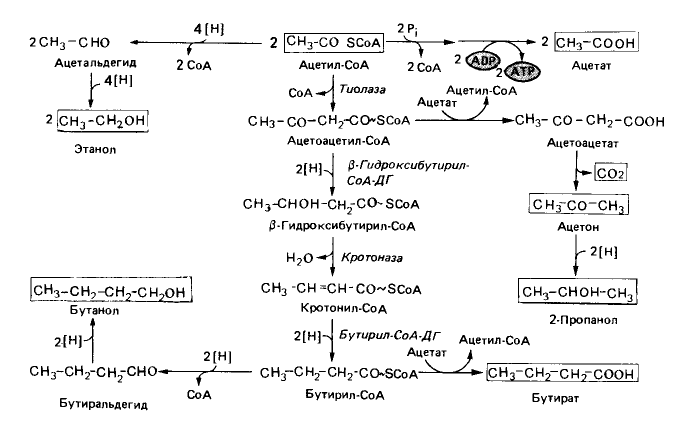 2CH3-CHO
4[H]
2 CoA
2 CH3-CO SCoA
2Pi
2CoA
2 ADP
2 ATP
2 CH3-COOH
Ацетальдегид
Ацетил-CoA
Ацетат
4[H]
CoA
Тиолаза
Ацетил-CoA
Ацетат
2 CH3-CH2OH
Этанол
CH3-CO-CH2-CO~SCoA
Ацетоацетил-CoA
CH3-CO-CH2-COOH
Ацетоацетат
2[H]
β-Гидроксибутирил-
CoA-ДГ
CO2
CH3-CHOH-CH2-CO~SCoA
β-Гидроксибутирил-CoA
CH3-CO-CH3
Ацетон
H2O
Кротоназа
2[H]
CH3-CH2-CH2-CH2OH
Бутанол
CH3-CH=CH-CO~SCoA
Кротонил-CoA
CH3-CHOH-CH3
2-Пропанол
2[H]
2[H]
Бутирил-CoA-ДГ
Ацетат
Ацетил-CoA
CH3-CH2-CH2-CHO
2[H]
CoA
CH3-CH2-CH2-CO~SCoA
CH3-CH2-CH2-COOH
Бутиральдегид
Бутирил-CoA
Бутират